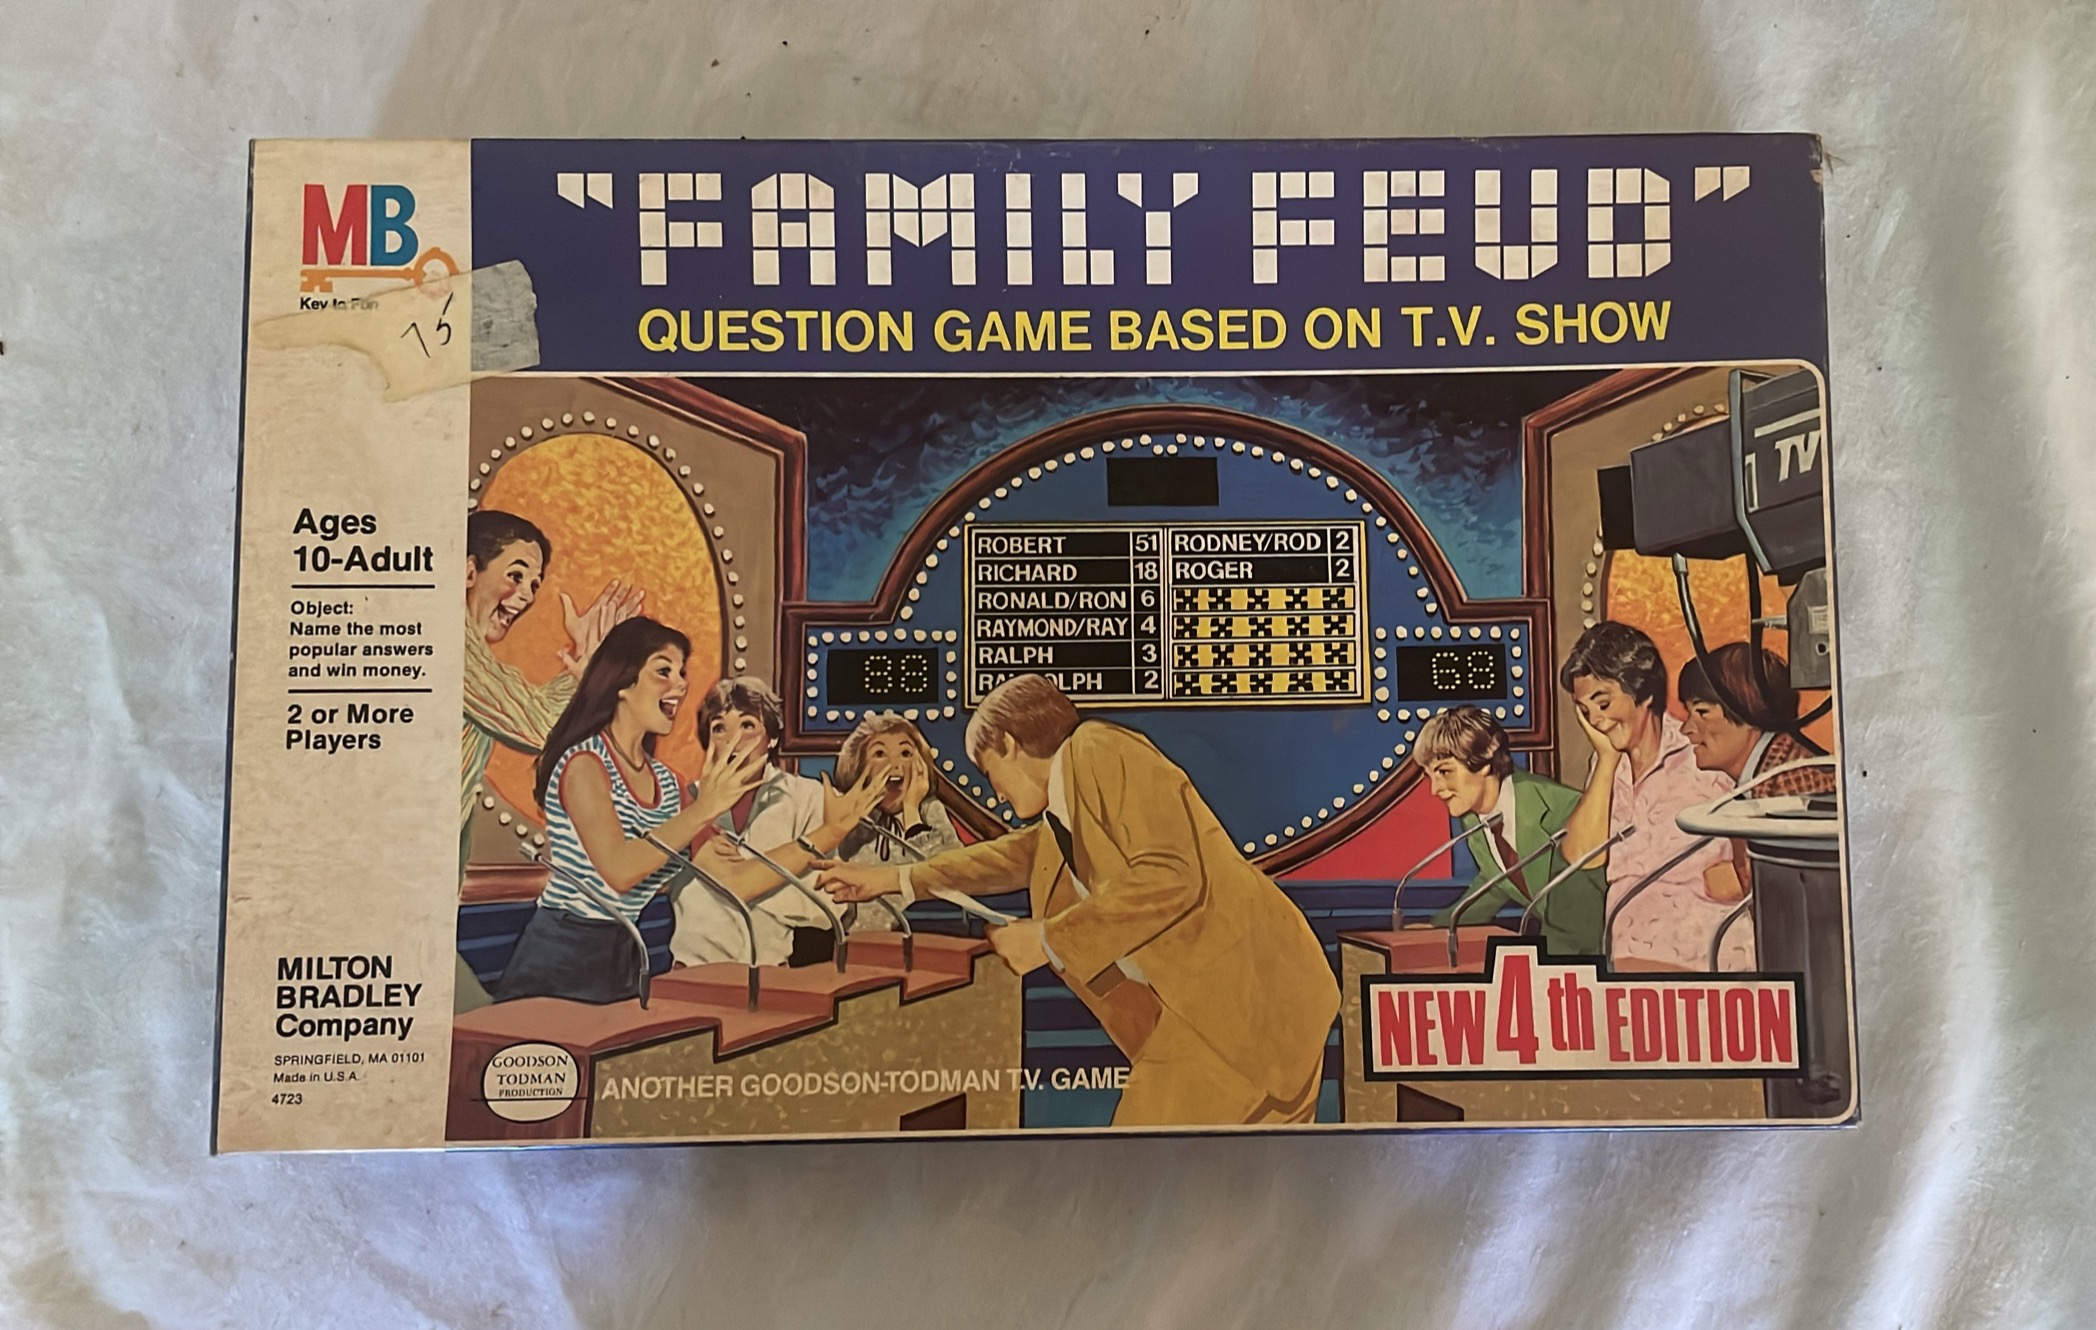 MB
Key to Fun
75
"FAMILY FEUD"
QUESTION GAME BASED ON T.V. SHOW
Ages
10-Adult
Object:
Name the most
popular answers
and win money.
2 or More
Players
MILTON
BRADLEY
Company
SPRINGFIELD, MA 01101
Made in U.S.A.
4723
TV
ROBERT 51 RODNEY/ROD 2
RICHARD 18 ROGER 2
RONALD/RON 6
RAYMOND/RAY 4
RALPH 3
RA OLPH 2
88
68
GOODSON
TODMAN
PRODUCTION
ANOTHER GOODSON-TODMAN T.V. GAME
NEW 4th EDITION